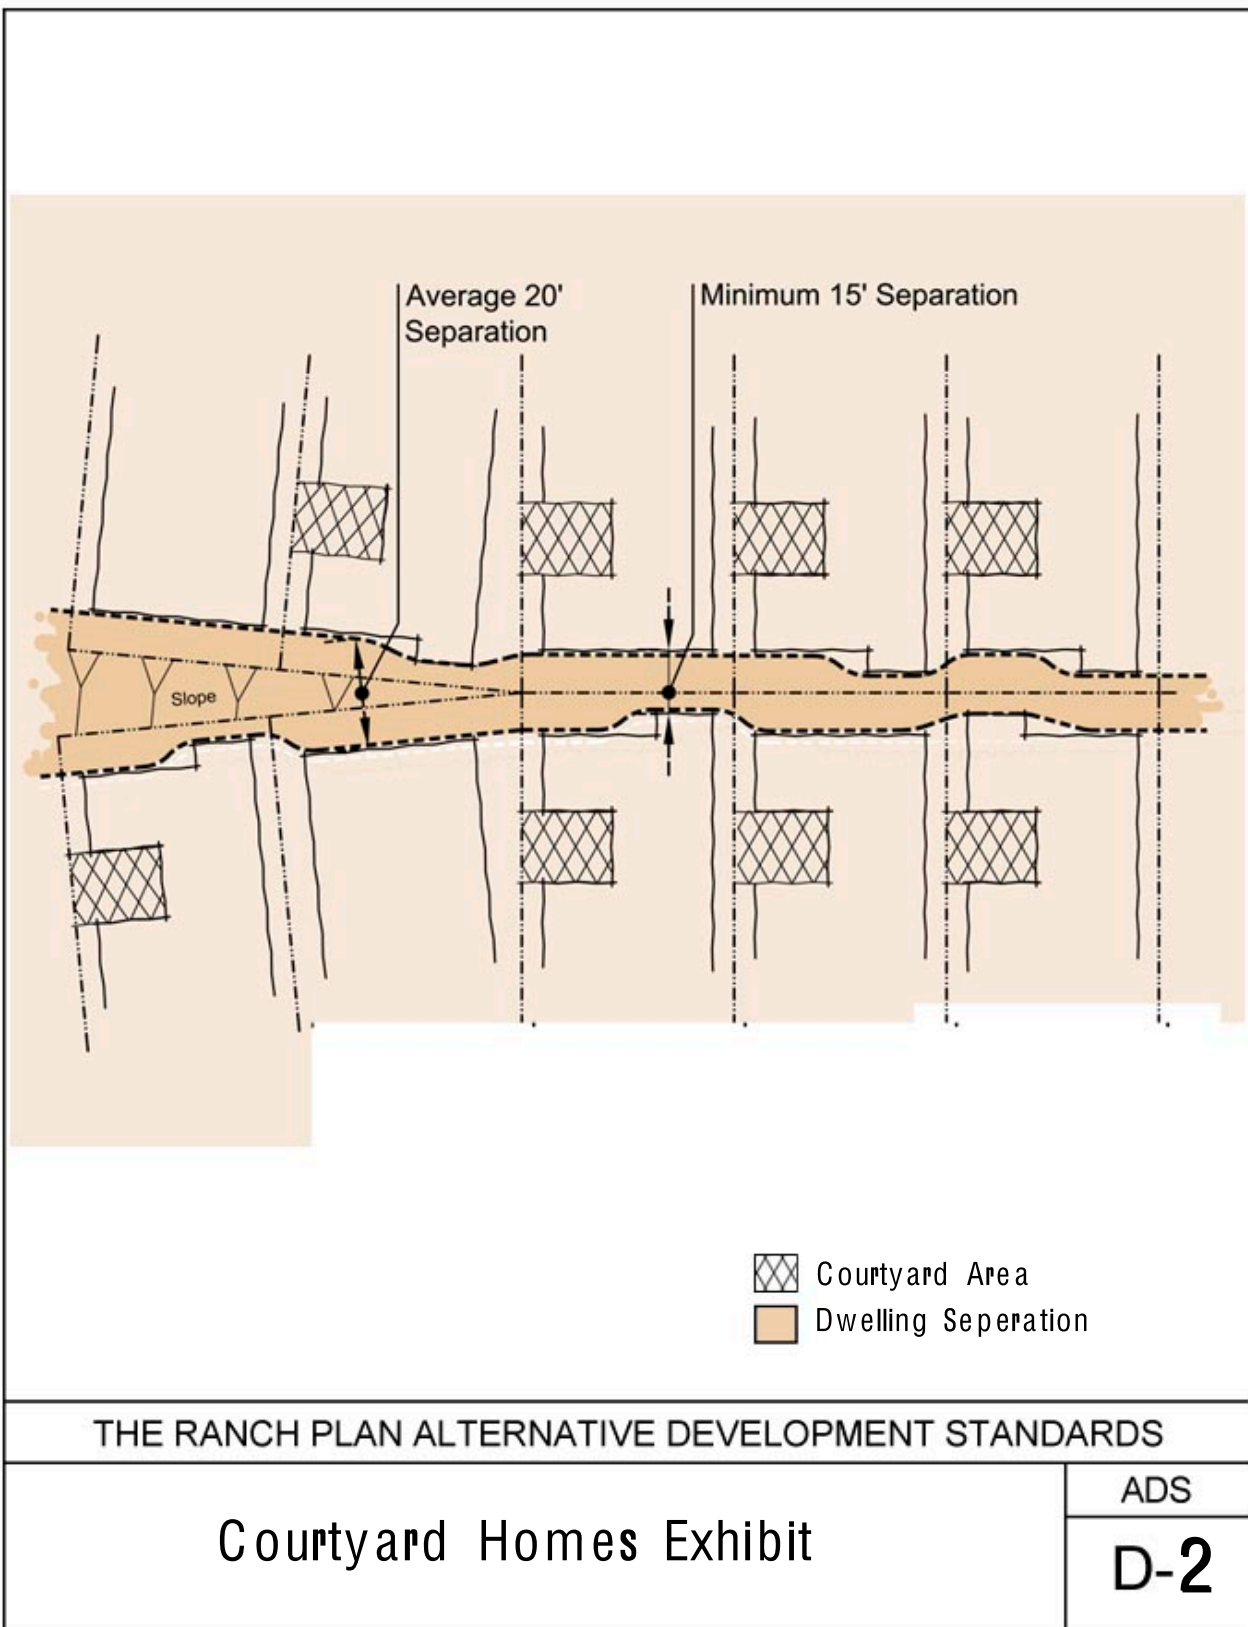 Average 20'
Separation
Minimum 15' Separation
Slope
Courtyard Area
Dwelling Seperation
THE RANCH PLAN ALTERNATIVE DEVELOPMENT STANDARDS
Courtyard Homes Exhibit
ADS
D-2